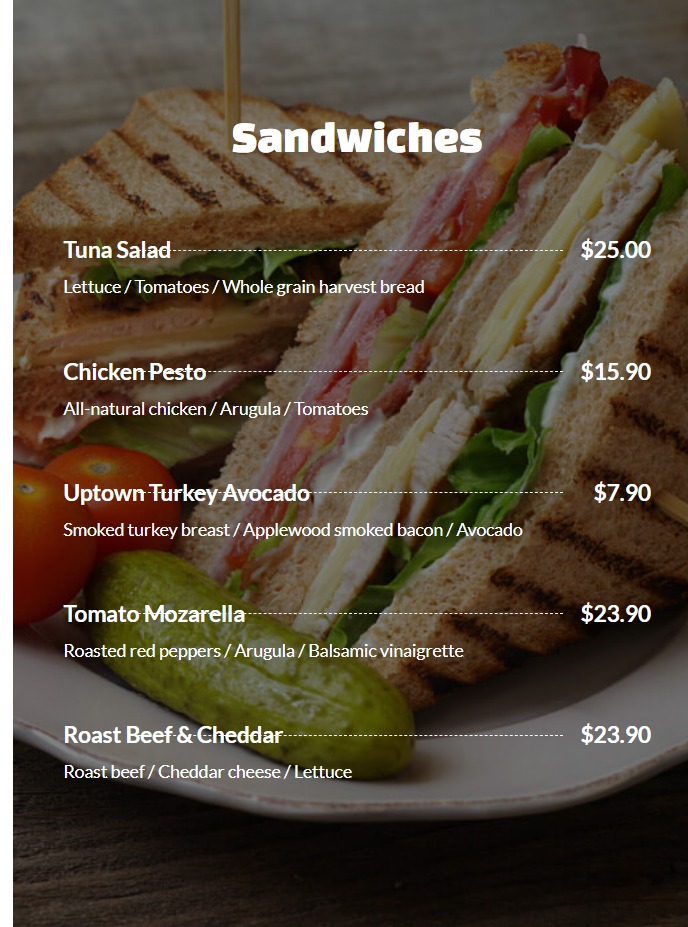 Sandwiches
Tuna Salad $25.00
Lettuce / Tomatoes / Whole grain harvest bread
Chicken Pesto $15.90
All-natural chicken / Arugula / Tomatoes
Uptown Turkey Avocado $7.90
Smoked turkey breast / Applewood smoked bacon / Avocado
Tomato Mozarella $23.90
Roasted red peppers / Arugula / Balsamic vinaigrette
Roast Beef & Cheddar $23.90
Roast beef / Cheddar cheese / Lettuce